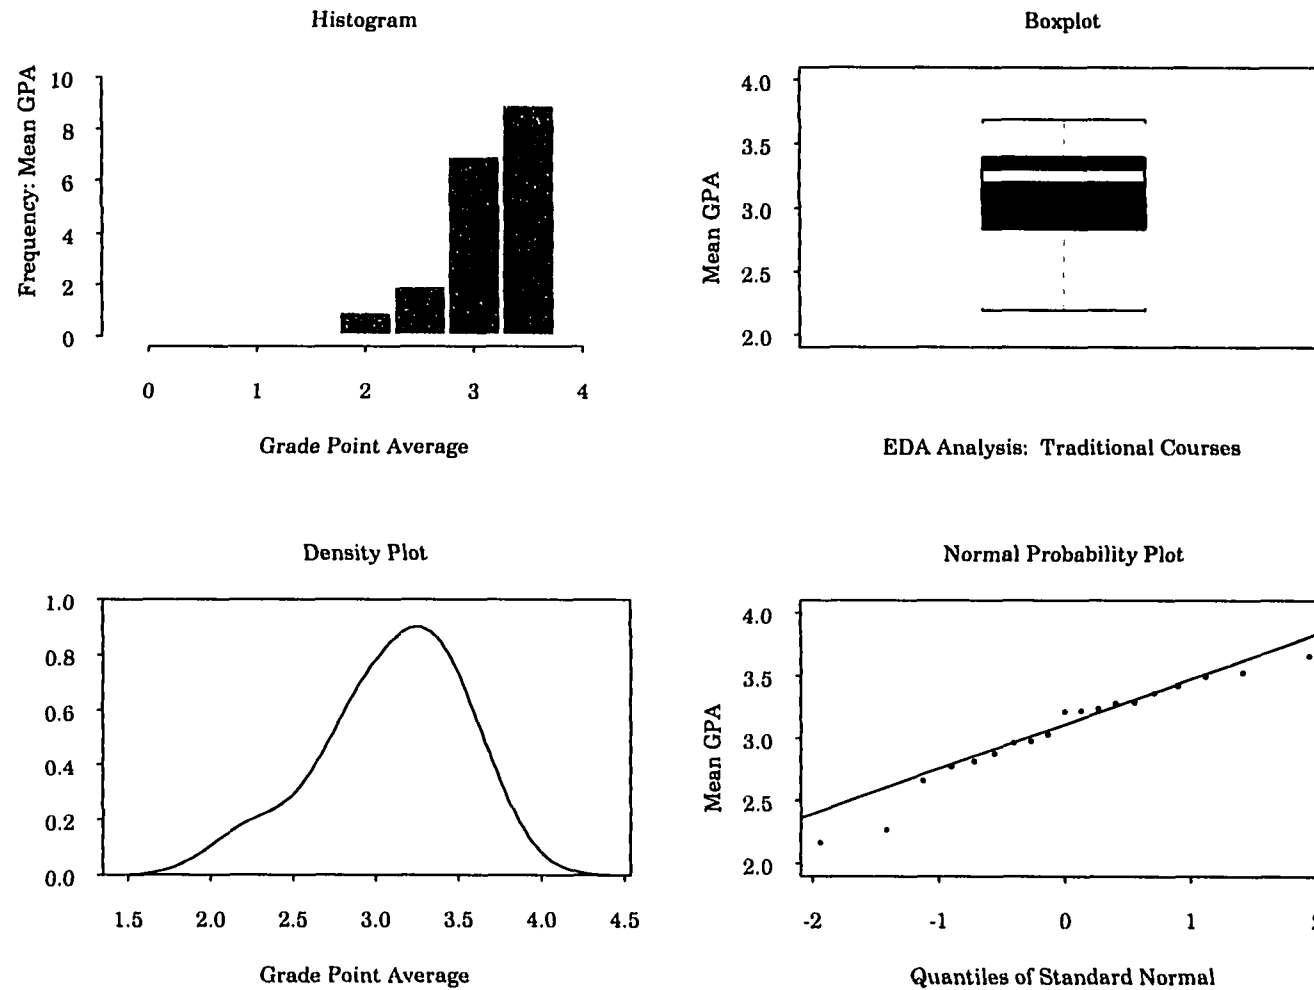 Histogram
Frequency: Mean GPA
10
8
6
4
2
0
0 1 2 3 4
Grade Point Average
Boxplot
Mean GPA
4.0
3.5
3.0
2.5
2.0
EDA Analysis: Traditional Courses
Density Plot
1.0
0.8
0.6
0.4
0.2
0.0
1.5 2.0 2.5 3.0 3.5 4.0 4.5
Grade Point Average
Normal Probability Plot
Mean GPA
4.0
3.5
3.0
2.5
2.0
-2 -1 0 1
Quantiles of Standard Normal